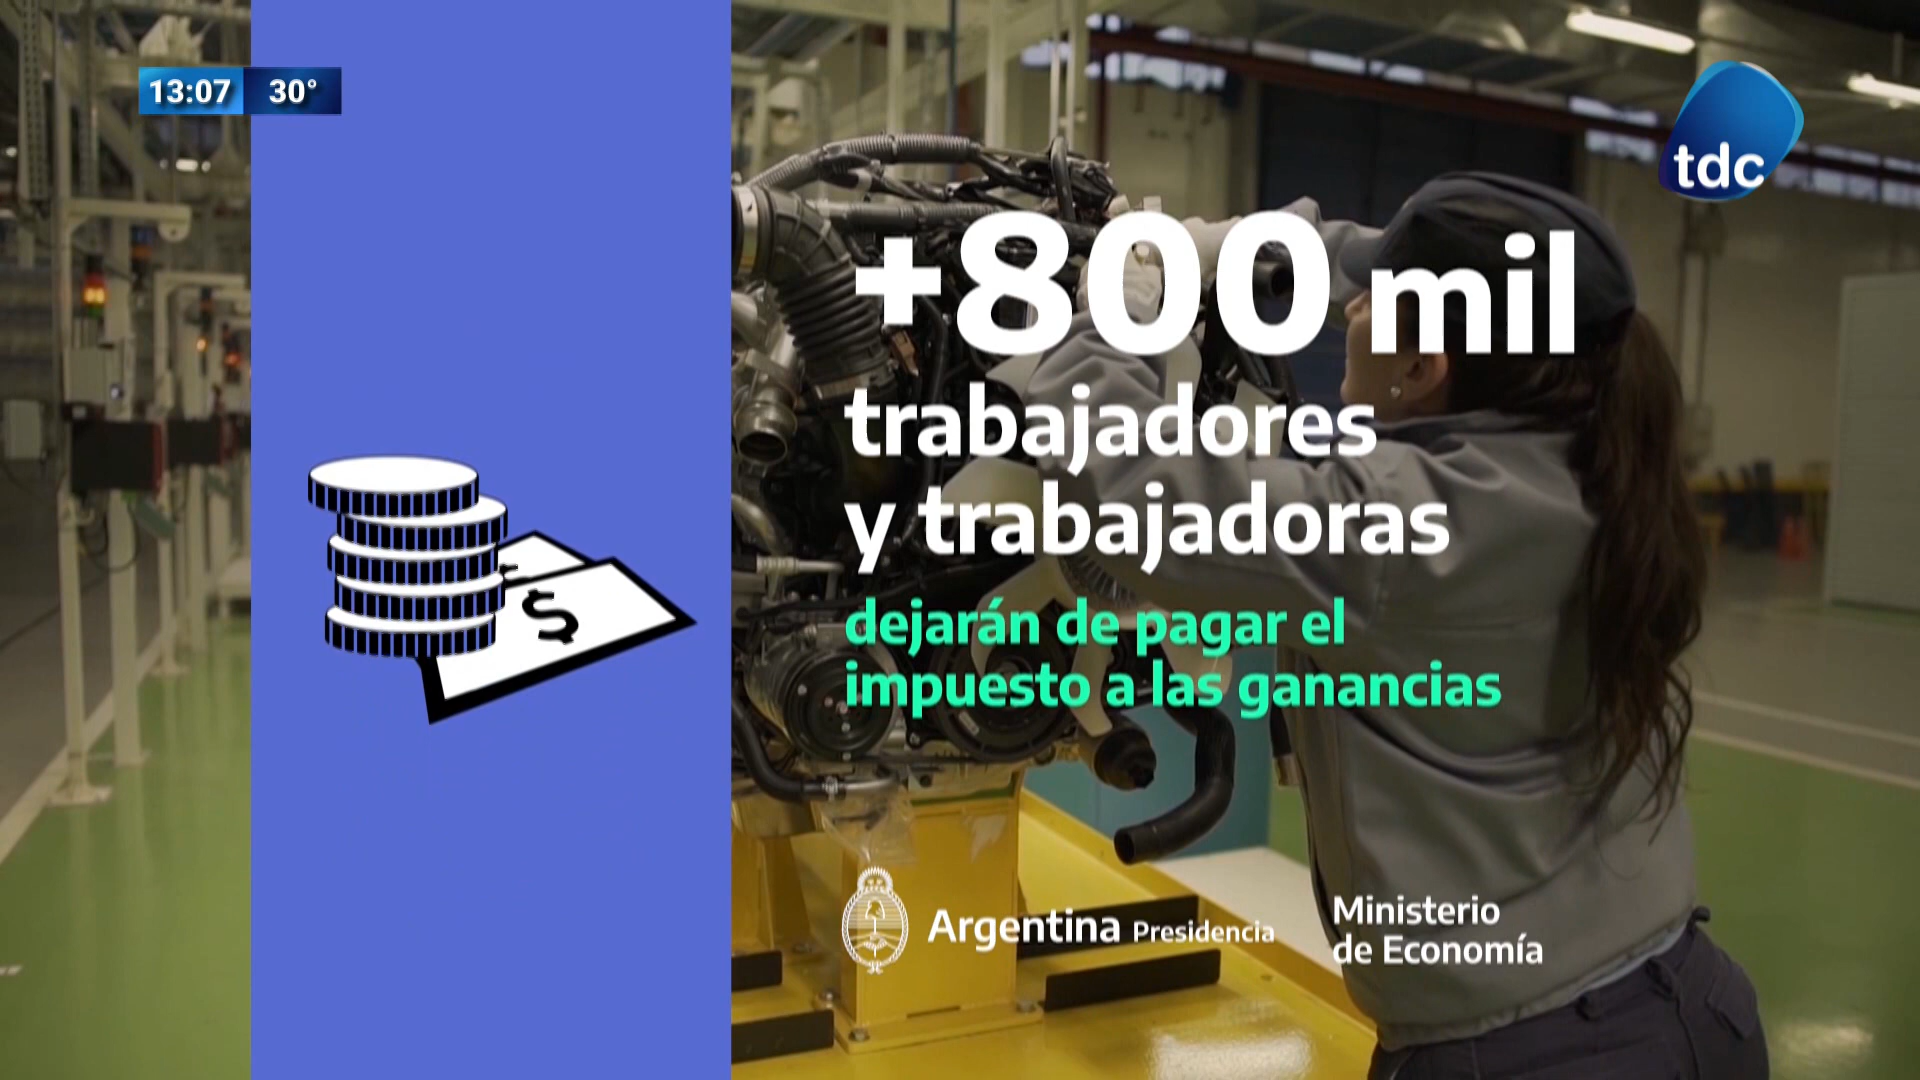 13:07 30°
tdc
+800 mil
trabajadores
y trabajadoras
dejarán de pagar el
impuesto a las ganancias
$
Argentina Presidencia
Ministerio
de Economía